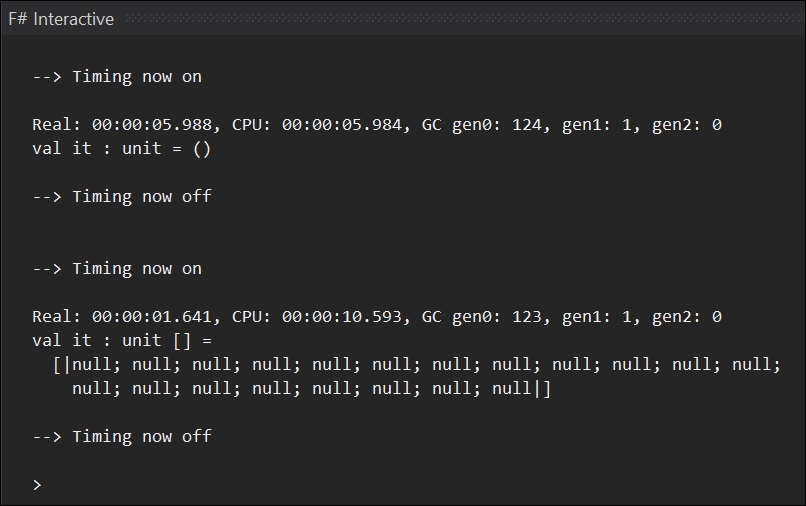 F# Interactive
--> Timing now on
Real: 00:00:05.988, CPU: 00:00:05.984, GC gen0: 124, gen1: 1, gen2: 0
val it : unit = ()
--> Timing now off
--> Timing now on
Real: 00:00:01.641, CPU: 00:00:10.593, GC gen0: 123, gen1: 1, gen2: 0
val it : unit [] =
[|null; null; null; null; null; null; null; null; null; null; null; null;
null; null; null; null; null; null; null; null|]
--> Timing now off
>